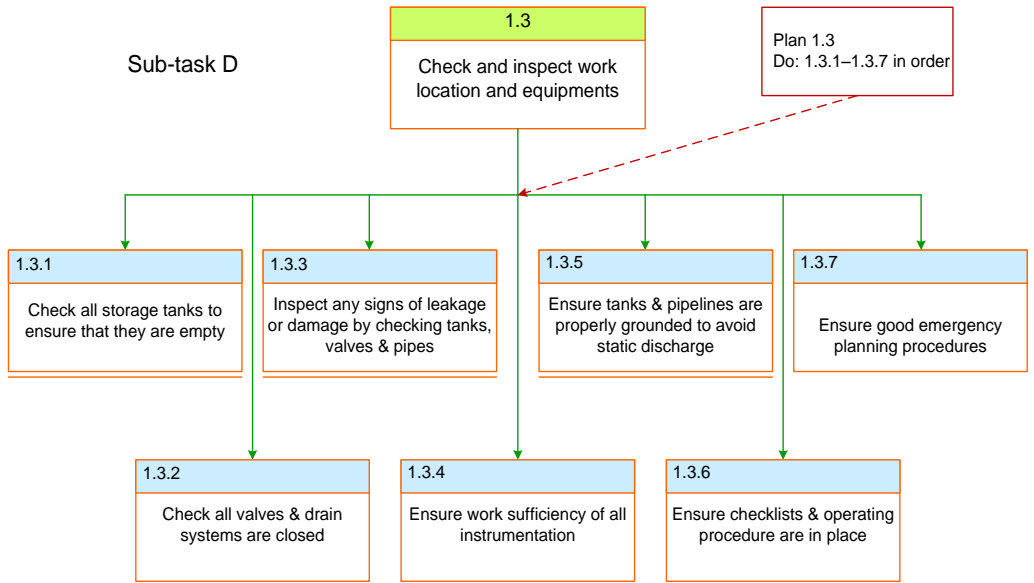 Sub-task D
1.3
Check and inspect work
location and equipments
Plan 1.3
Do: 1.3.1–1.3.7 in order
1.3.1
Check all storage tanks to
ensure that they are empty
1.3.3
Inspect any signs of leakage
or damage by checking tanks,
valves & pipes
1.3.5
Ensure tanks & pipelines are
properly grounded to avoid
static discharge
1.3.7
Ensure good emergency
planning procedures
1.3.2
Check all valves & drain
systems are closed
1.3.4
Ensure work sufficiency of all
instrumentation
1.3.6
Ensure checklists & operating
procedure are in place